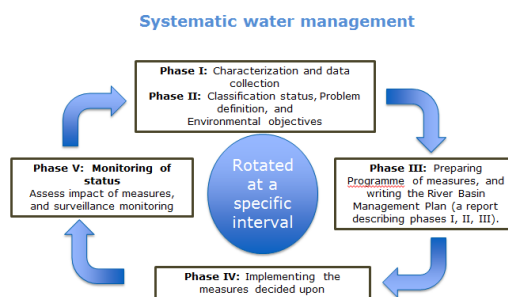 Systematic water management
Phase I: Characterization and data
collection
Phase II: Classification status, Problem
definition, and
Environmental objectives
Phase V: Monitoring of
status
Assess impact of measures,
and surveillance monitoring
Rotated
at a
specific
interval
Phase III: Preparing
Programme of measures, and
writing the River Basin
Management Plan (a report
describing phases I, II, III).
Phase IV: Implementing the
measures decided upon